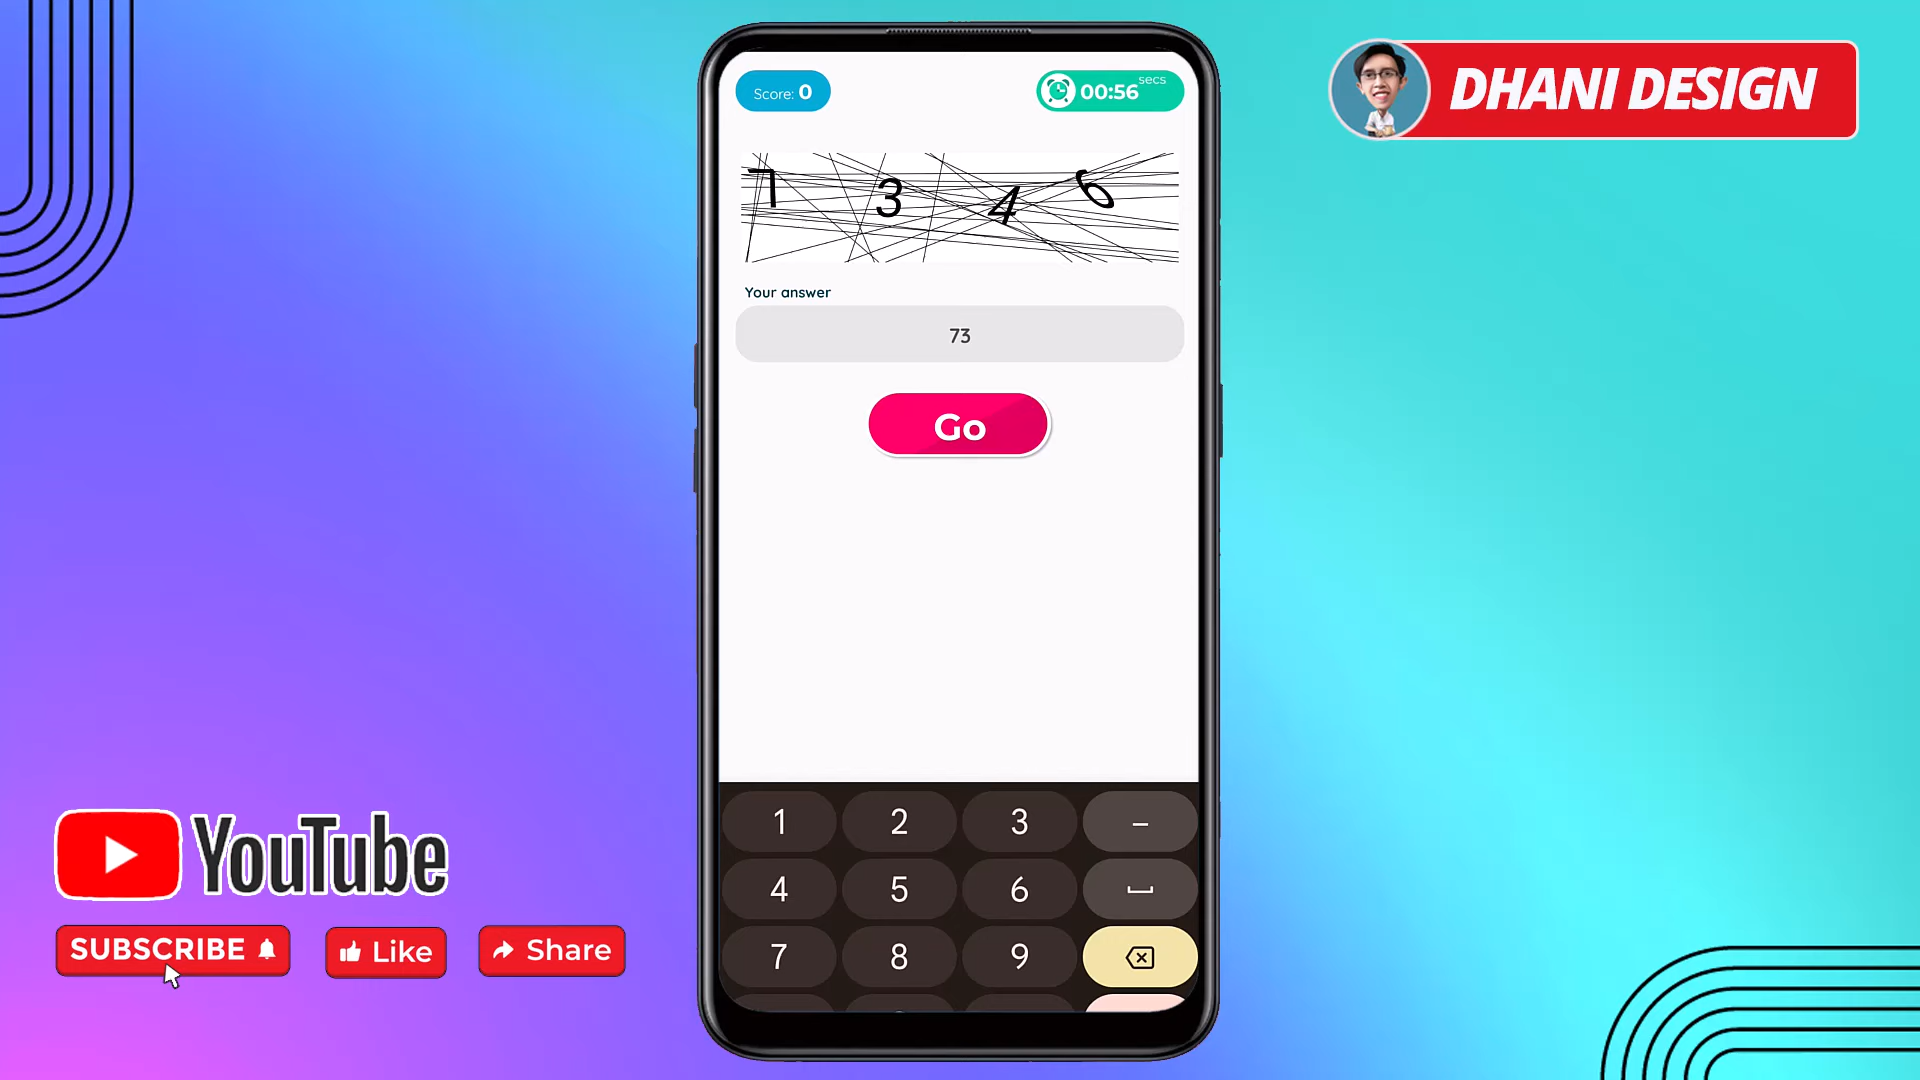 DHANI DESIGN
Score: 0
00:56 secs
7 3 4 6
Your answer
73
Go
1 2 3 –
4 5 6
7 8 9
YouTube
SUBSCRIBE
Like
Share